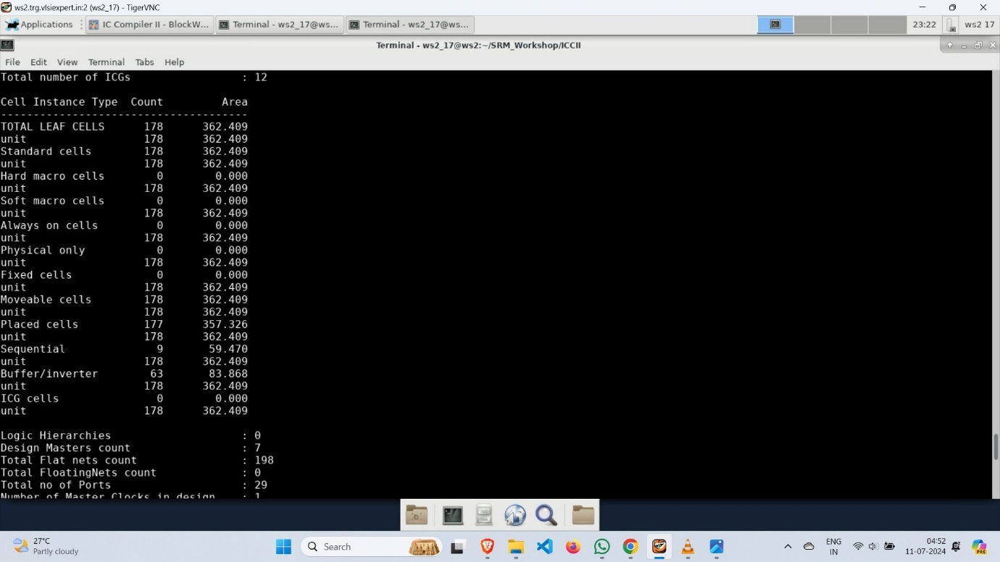 ws2.trg.vlsiexpert.in:2 (ws2_17) - TigerVNC
Applications IC Compiler II - BlockW... Terminal - ws2_17@ws... Terminal - ws2_17@ws... 23:22 ws2 17
Terminal - ws2_17@ws2:~/SRM_Workshop/ICCII
File Edit View Terminal Tabs Help
Total number of ICGs : 12
Cell Instance Type Count Area
--------------------------------------
TOTAL LEAF CELLS 178 362.409
unit 178 362.409
Standard cells 178 362.409
unit 178 362.409
Hard macro cells 0 0.000
unit 178 362.409
Soft macro cells 0 0.000
unit 178 362.409
Always on cells 0 0.000
unit 178 362.409
Physical only 0 0.000
unit 178 362.409
Fixed cells 0 0.000
unit 178 362.409
Moveable cells 178 362.409
unit 178 362.409
Placed cells 177 357.326
unit 178 362.409
Sequential 9 59.470
unit 178 362.409
Buffer/inverter 63 83.868
unit 178 362.409
ICG cells 0 0.000
unit 178 362.409
Logic Hierarchies : 0
Design Masters count : 7
Total Flat nets count : 198
Total FloatingNets count : 0
Total no of Ports : 29
Number of Master Clocks in design : 1
27°C
Partly cloudy
Search
ENG
IN
04:52
11-07-2024
PRE